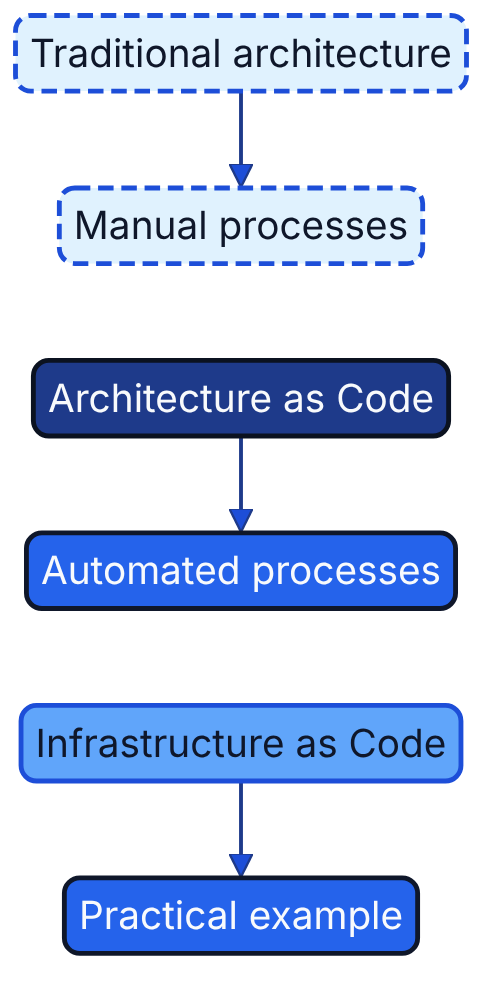 Traditional architecture
Manual processes
Architecture as Code
Automated processes
Infrastructure as Code
Practical example